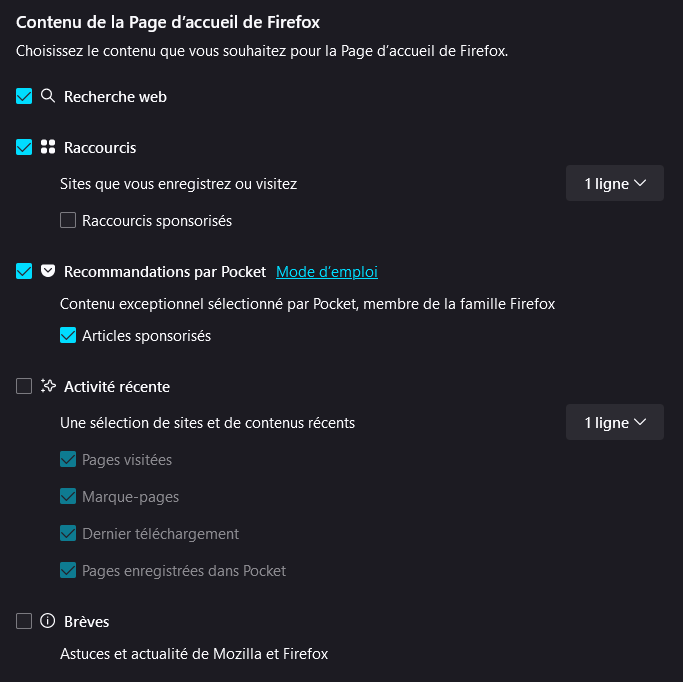 Contenu de la Page d’accueil de Firefox
Choisissez le contenu que vous souhaitez pour la Page d’accueil de Firefox.
Recherche web
Raccourcis
Sites que vous enregistrez ou visitez
1 ligne
Raccourcis sponsorisés
Recommandations par Pocket Mode d’emploi
Contenu exceptionnel sélectionné par Pocket, membre de la famille Firefox
Articles sponsorisés
Activité récente
Une sélection de sites et de contenus récents
1 ligne
Pages visitées
Marque-pages
Dernier téléchargement
Pages enregistrées dans Pocket
Brèves
Astuces et actualité de Mozilla et Firefox